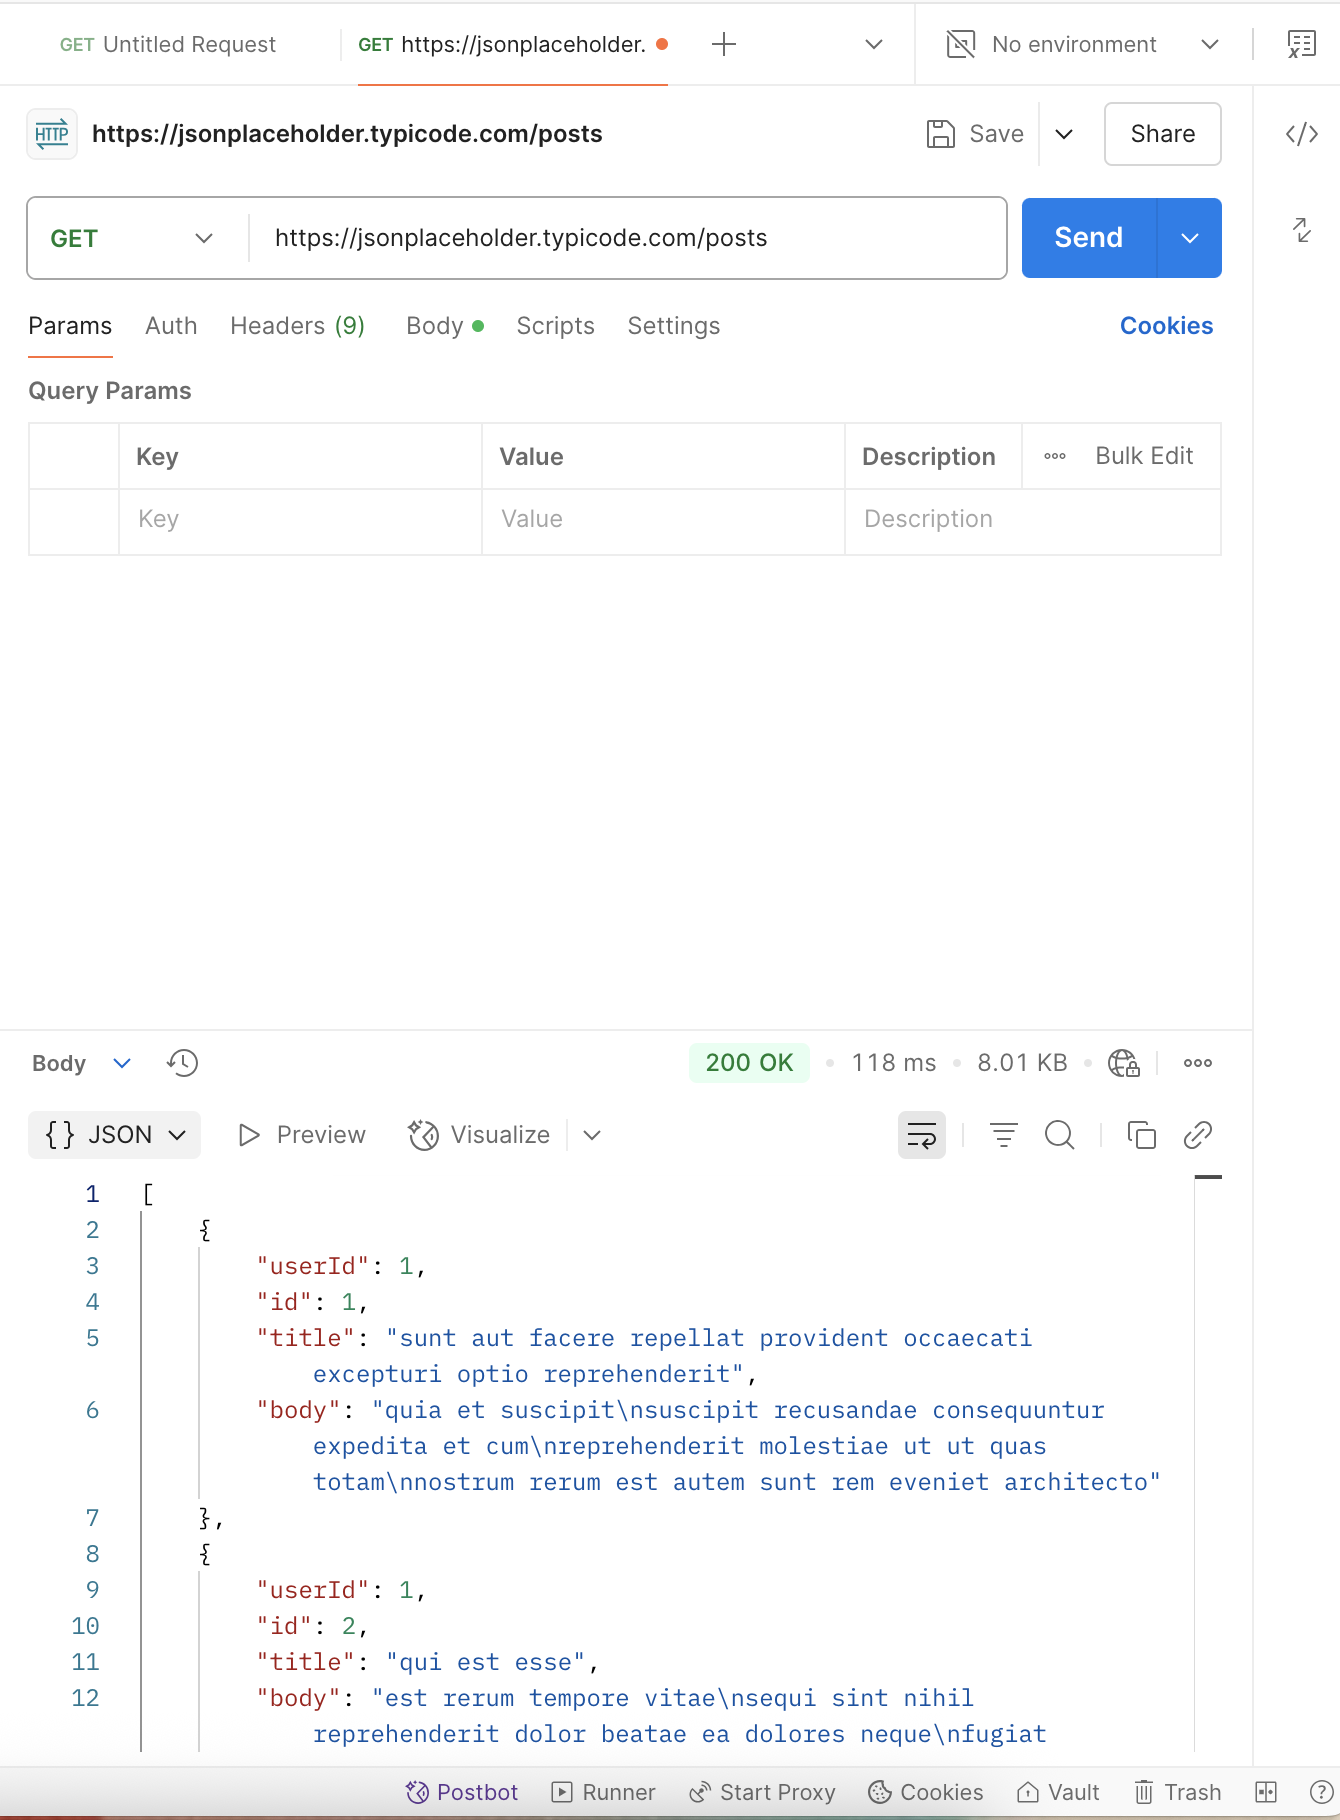 GET Untitled Request
GET https://jsonplaceholder.
No environment
HTTP https://jsonplaceholder.typicode.com/posts
Save
Share
GET
https://jsonplaceholder.typicode.com/posts
Send
Params Auth Headers (9) Body Scripts Settings
Cookies
Query Params
Key Value Description Bulk Edit
Key Value Description
Body
200 OK 118 ms 8.01 KB
{} JSON Preview Visualize
1 [
2 {
3 "userId": 1,
4 "id": 1,
5 "title": "sunt aut facere repellat provident occaecati
excepturi optio reprehenderit",
6 "body": "quia et suscipit\nsuscipit recusandae consequuntur
expedita et cum\nreprehenderit molestiae ut ut quas
totam\nnostrum rerum est autem sunt rem eveniet architecto"
7 },
8 {
9 "userId": 1,
10 "id": 2,
11 "title": "qui est esse",
12 "body": "est rerum tempore vitae\nsequi sint nihil
reprehenderit dolor beatae ea dolores neque\nfugiat
Postbot Runner Start Proxy Cookies Vault Trash